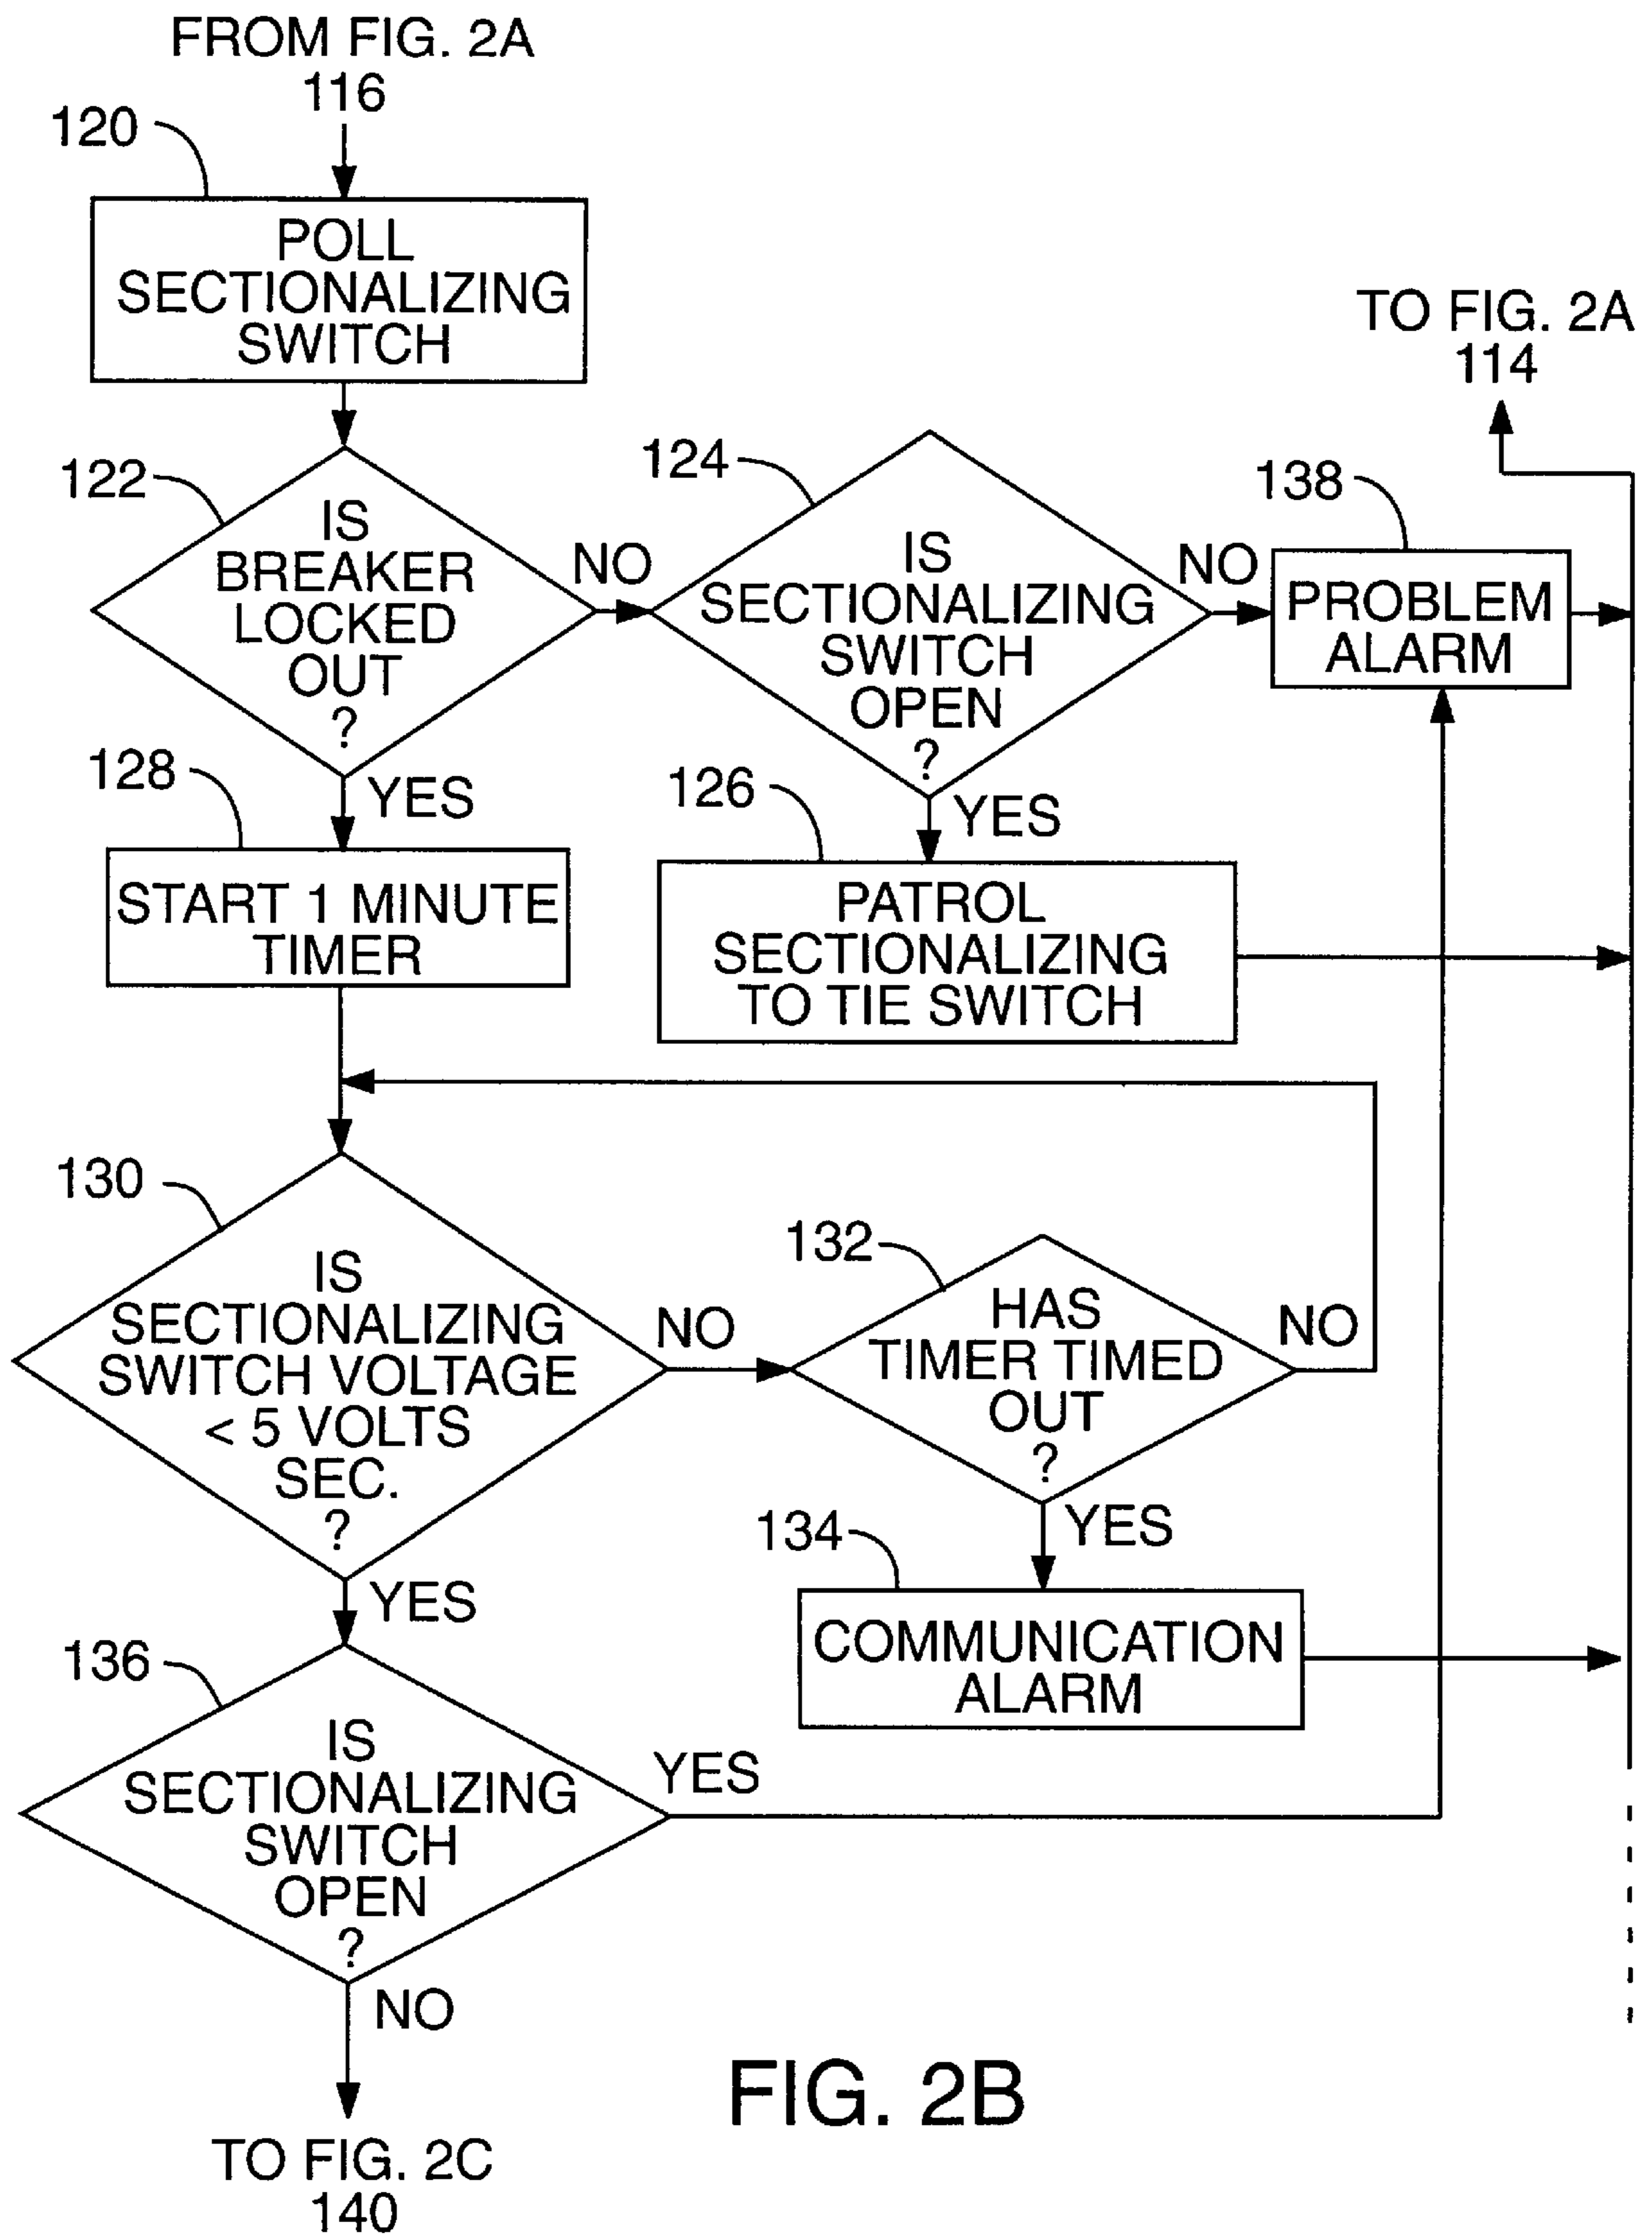 FROM FIG. 2A
116
120
POLL
SECTIONALIZING
SWITCH
TO FIG. 2A
114
122
IS
BREAKER
LOCKED
OUT
?
NO
124
IS
SECTIONALIZING
SWITCH
OPEN
?
NO
138
PROBLEM
ALARM
YES
128
START 1 MINUTE
TIMER
YES
126
PATROL
SECTIONALIZING
TO TIE SWITCH
130
IS
SECTIONALIZING
SWITCH VOLTAGE
< 5 VOLTS
SEC.
?
NO
132
HAS
TIMER TIMED
OUT
?
NO
YES
134
COMMUNICATION
ALARM
YES
136
IS
SECTIONALIZING
SWITCH
OPEN
?
YES
NO
TO FIG. 2C
140
FIG. 2B